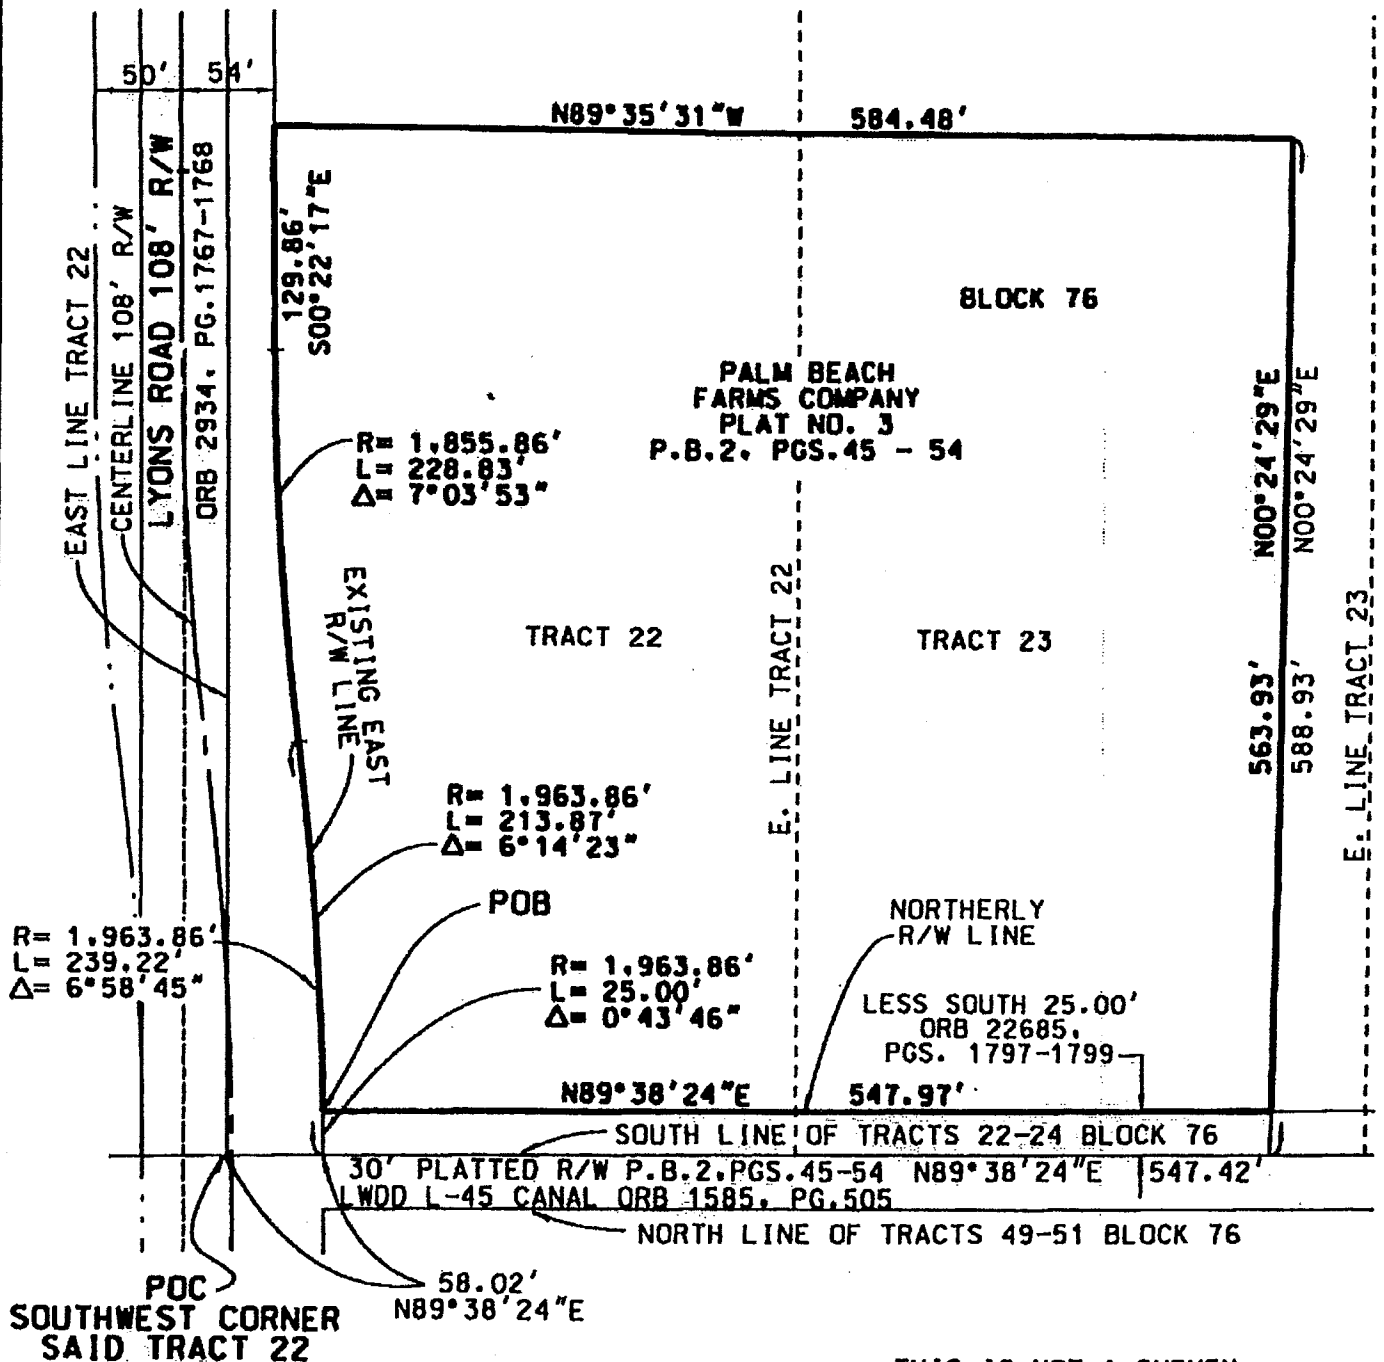 50' 54'
N89°35'31"W 584.48'
EAST LINE TRACT 22
CENTERLINE 108' R/W
LYONS ROAD 108' R/W
ORB 2934, PG.1767-1768
129.86'
S00°22'17"E
BLOCK 76
PALM BEACH
FARMS COMPANY
PLAT NO. 3
P.B.2, PGS.45 - 54
R= 1,855.86'
L= 228.83'
Δ= 7°03'53"
N00°24'29"E
N00°24'29"E
EXISTING EAST
R/W LINE
TRACT 22
E. LINE TRACT 22
TRACT 23
563.93'
588.93'
E. LINE TRACT 23
R= 1,963.86'
L= 213.87'
Δ= 6°14'23"
POB
NORTHERLY
R/W LINE
R= 1,963.86'
L= 239.22'
Δ= 6°58'45"
R= 1,963.86'
L= 25.00'
Δ= 0°43'46"
LESS SOUTH 25.00'
ORB 22685,
PGS. 1797-1799
N89°38'24"E 547.97'
SOUTH LINE OF TRACTS 22-24 BLOCK 76
30' PLATTED R/W P.B.2,PGS.45-54 N89°38'24"E 547.42'
LWDD L-45 CANAL ORB 1585, PG.505
NORTH LINE OF TRACTS 49-51 BLOCK 76
58.02'
N89°38'24"E
POC
SOUTHWEST CORNER
SAID TRACT 22